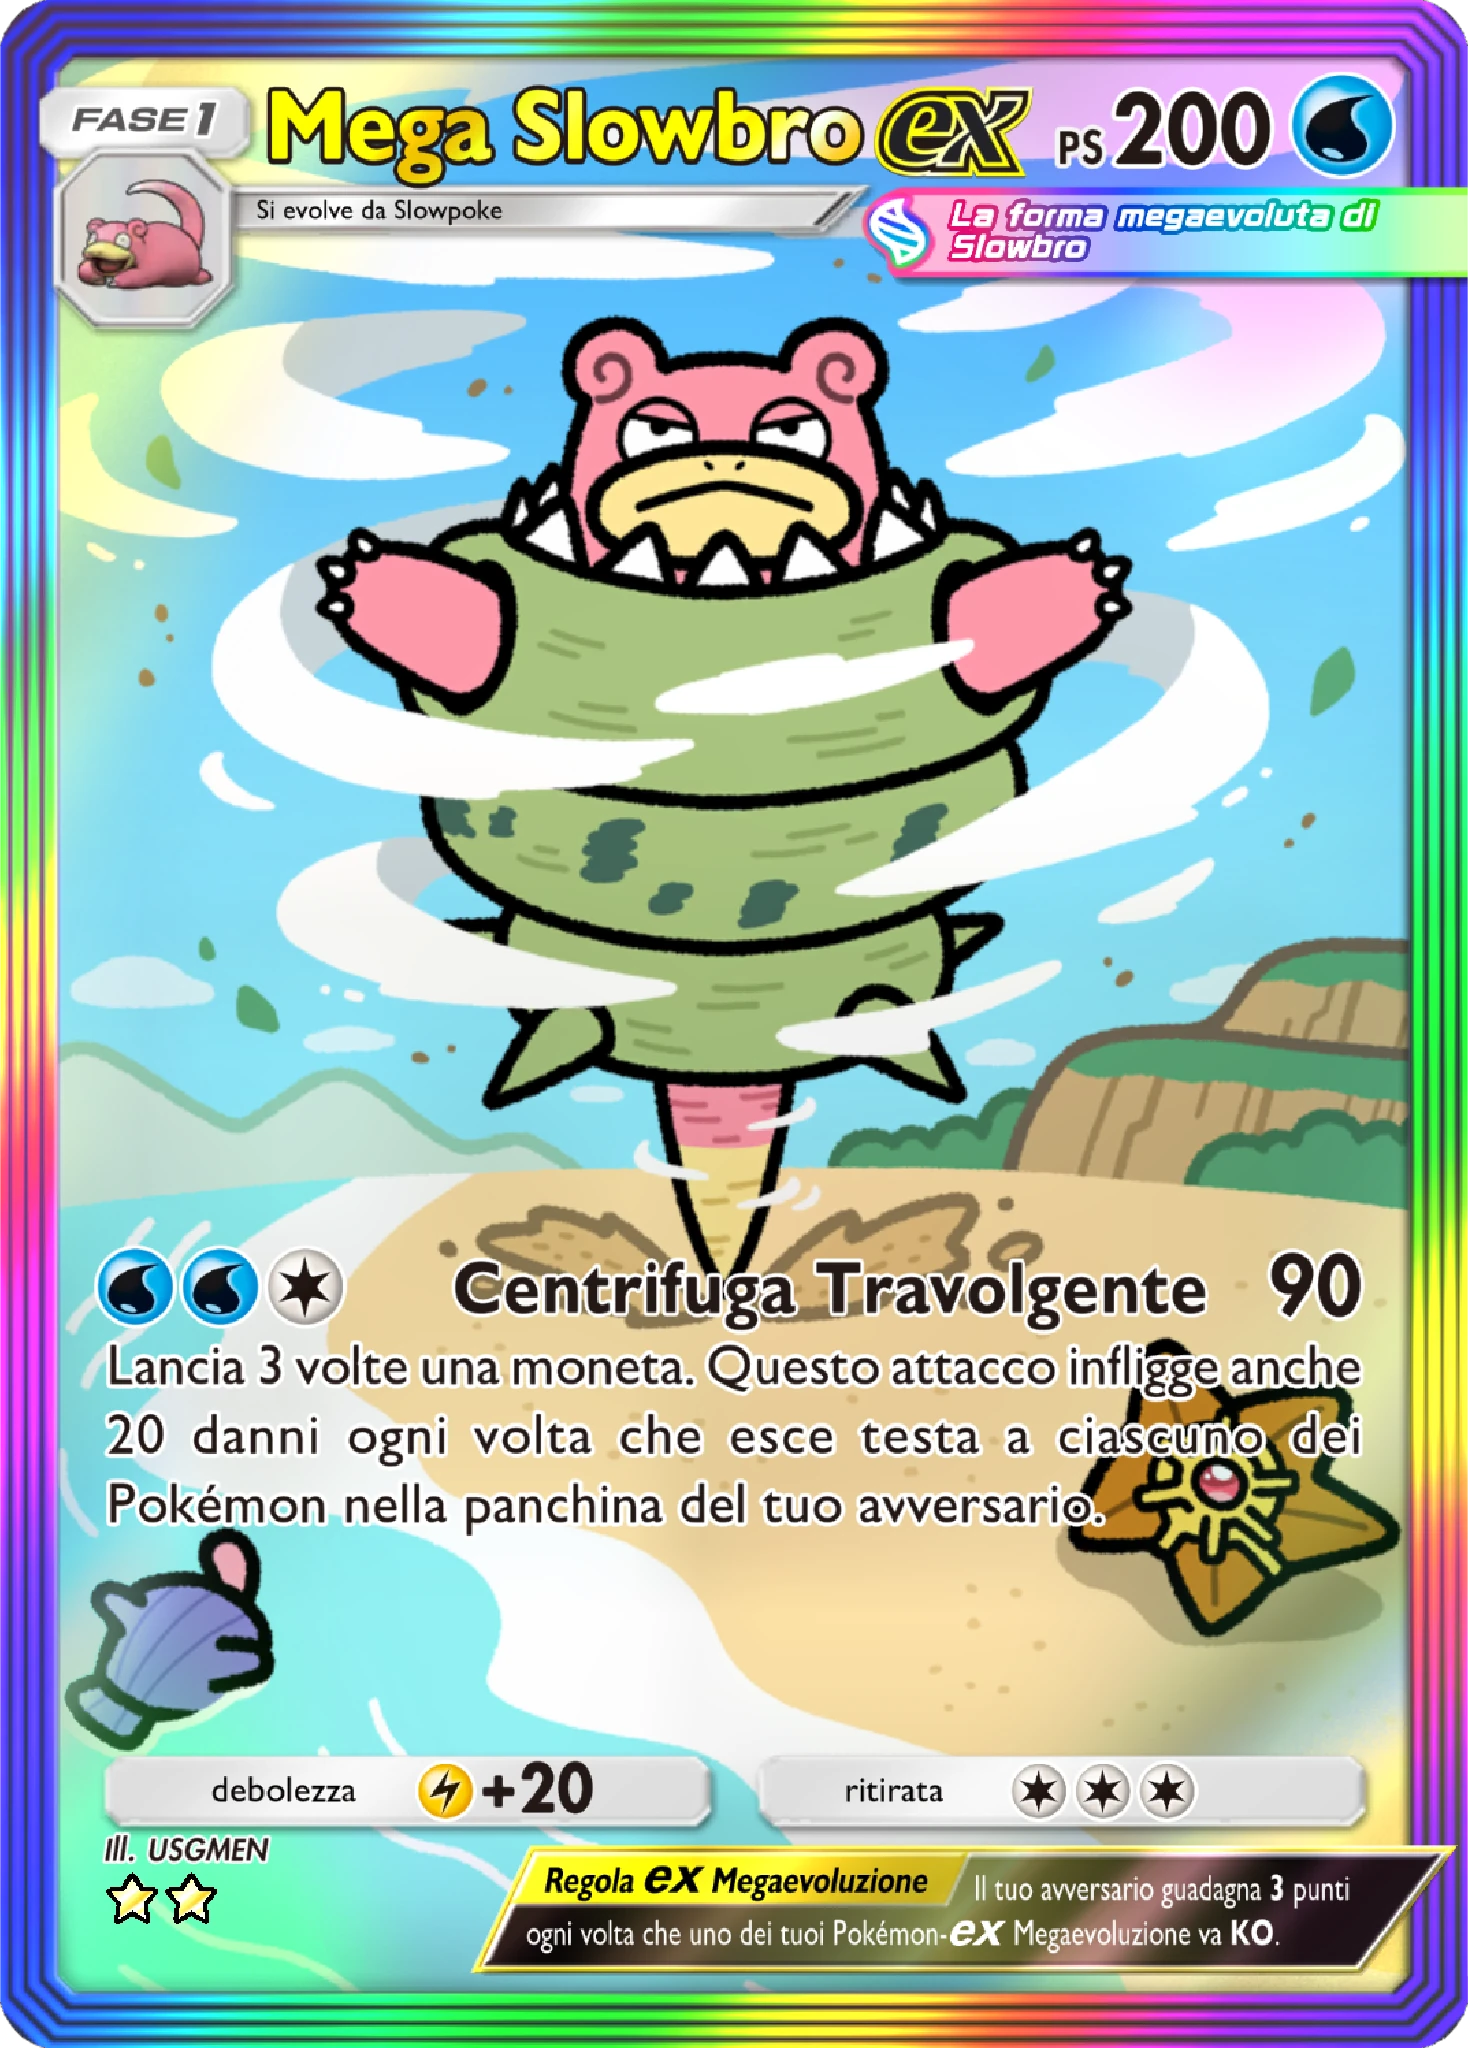 FASE 1
Mega Slowbro ex PS 200
Si evolve da Slowpoke
La forma megaevoluta di
Slowbro
Centrifuga Travolgente 90
Lancia 3 volte una moneta. Questo attacco infligge anche
20 danni ogni volta che esce testa a ciascuno dei
Pokémon nella panchina del tuo avversario.
debolezza +20
ritirata
Ill. USGMEN
Regola ex Megaevoluzione Il tuo avversario guadagna 3 punti
ogni volta che uno dei tuoi Pokémon-ex Megaevoluzione va KO.